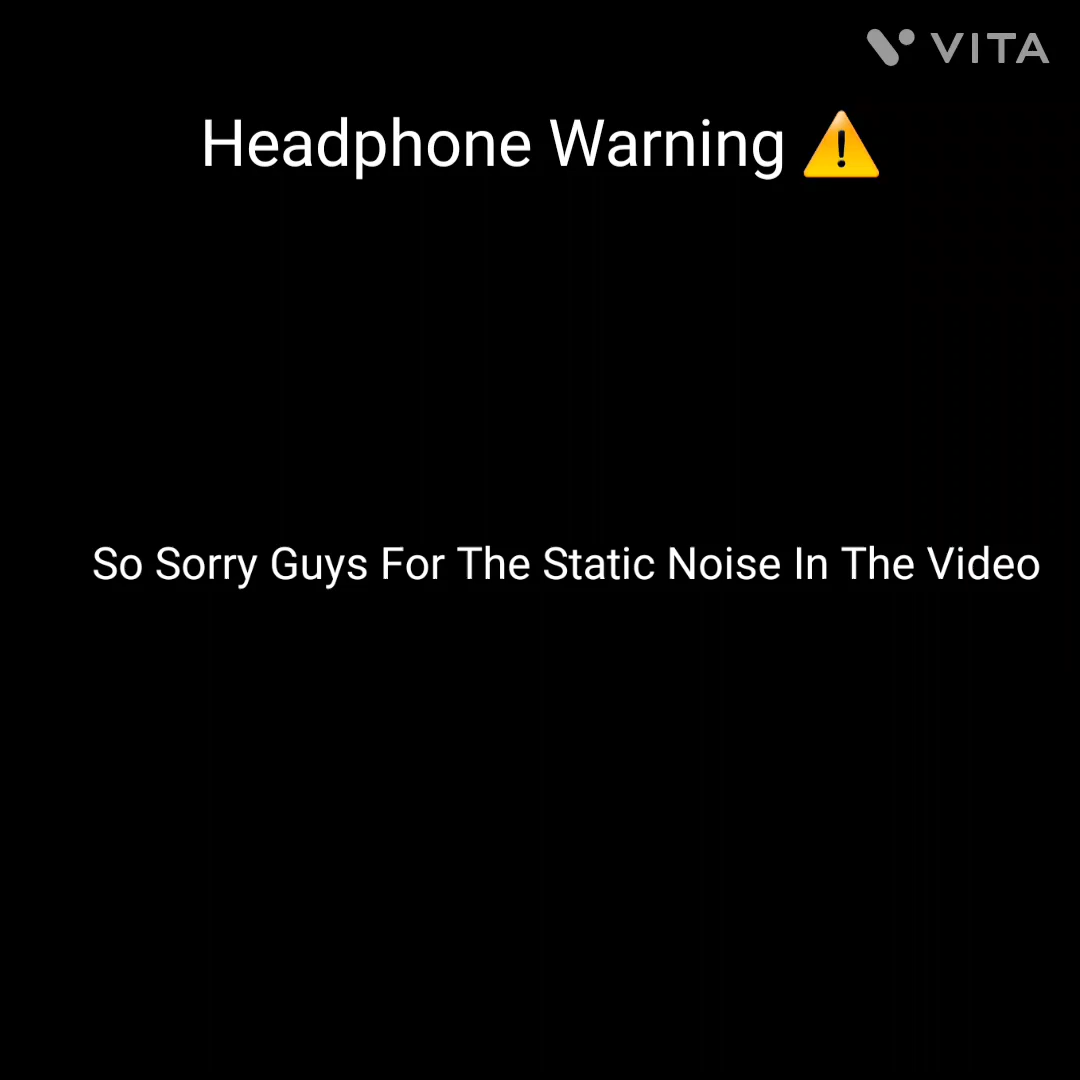 VITA
Headphone Warning ⚠️
So Sorry Guys For The Static Noise In The Video